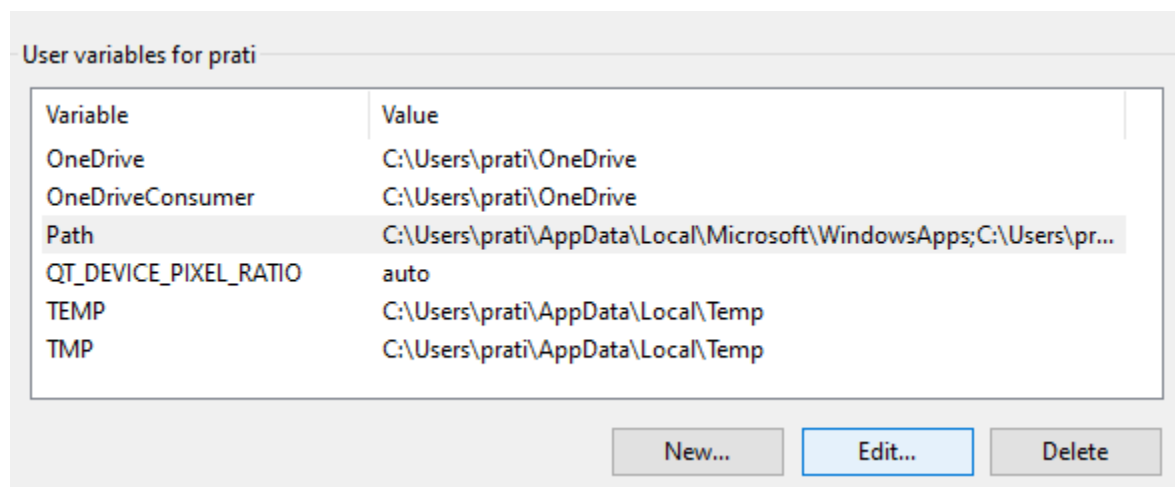 User variables for prati
Variable Value
OneDrive C:\Users\prati\OneDrive
OneDriveConsumer C:\Users\prati\OneDrive
Path C:\Users\prati\AppData\Local\Microsoft\WindowsApps;C:\Users\pr...
QT_DEVICE_PIXEL_RATIO auto
TEMP C:\Users\prati\AppData\Local\Temp
TMP C:\Users\prati\AppData\Local\Temp
New... Edit... Delete